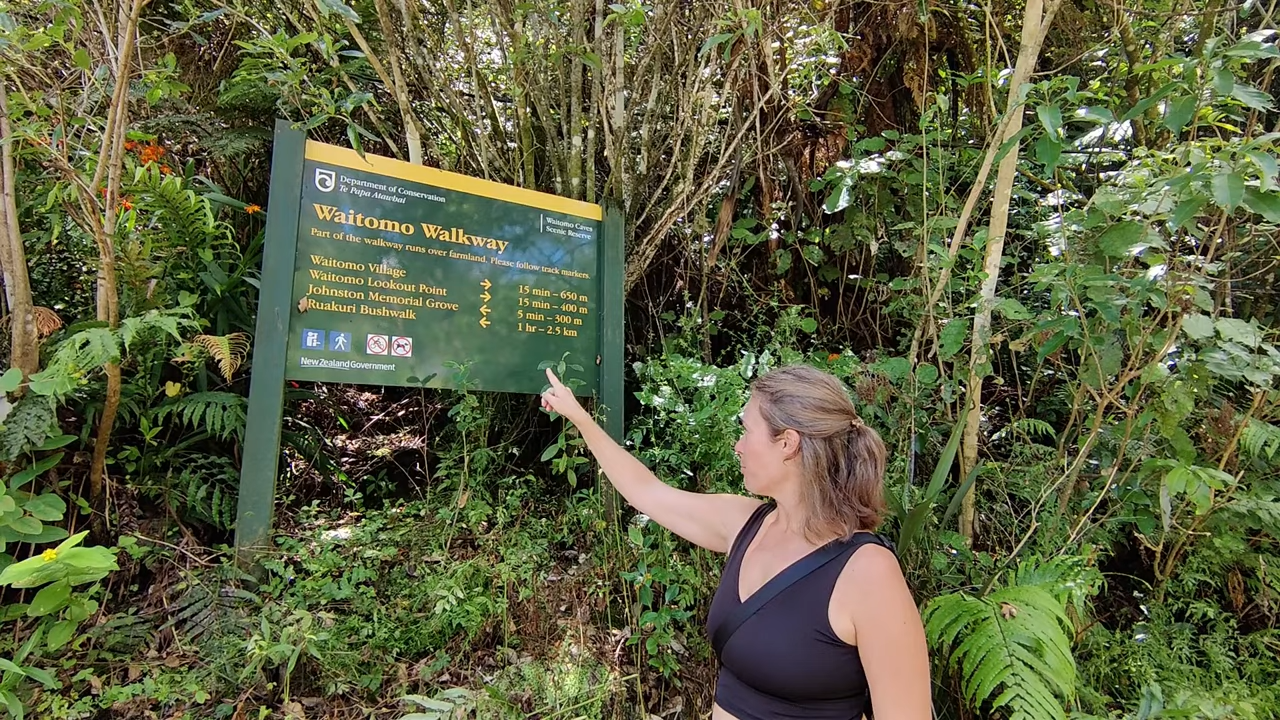 Department of Conservation
Te Papa Atawhai
Waitomo Caves
Scenic Reserve
Waitomo Walkway
Part of the walkway runs over farmland. Please follow track markers.
Waitomo Village → 15 min – 650 m
Waitomo Lookout Point → 15 min – 400 m
Johnston Memorial Grove ← 5 min – 300 m
Ruakuri Bushwalk ← 1 hr – 2.5 km
New Zealand Government